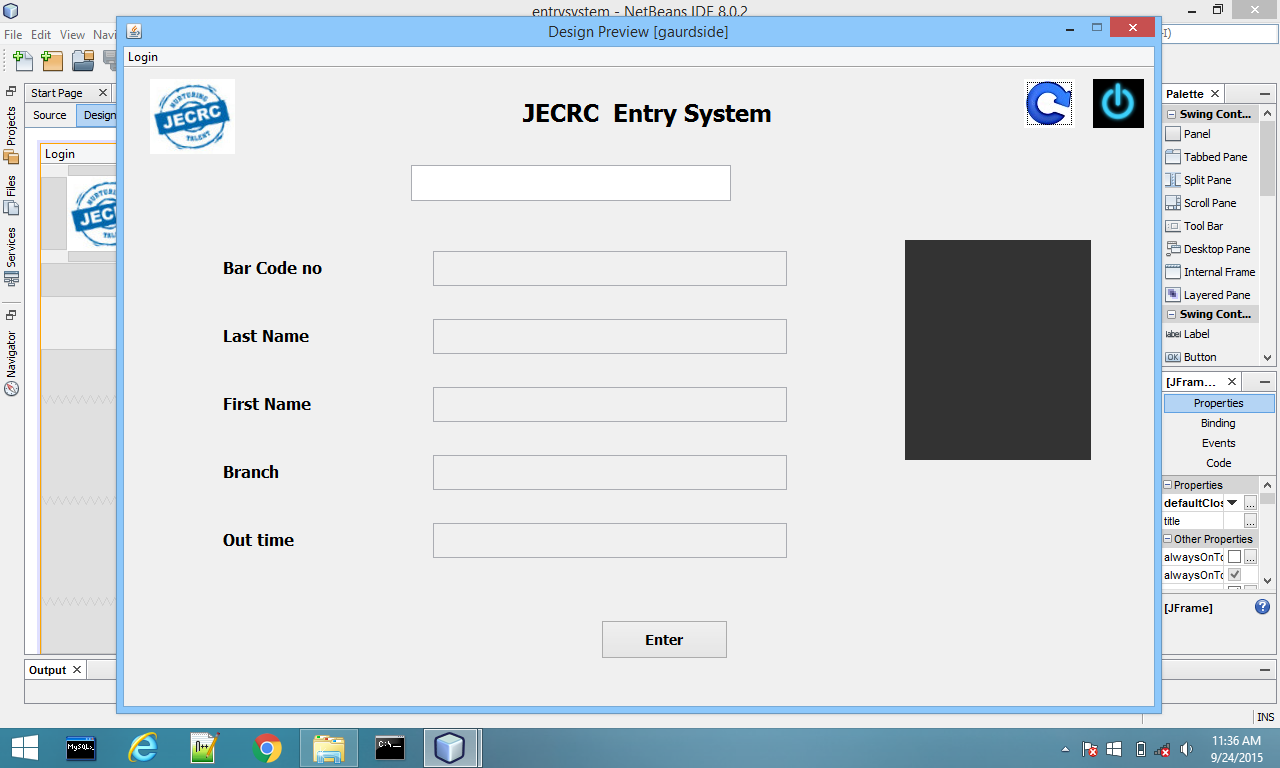 entrysystem - NetBeans IDE 8.0.2
File Edit View Navi
Design Preview [gaurdside]
Login
NURTURING
JECRC
TALENT
JECRC Entry System
Bar Code no
Last Name
First Name
Branch
Out time
Enter
Start Page
Source Design
Login
Projects
Files
Services
Navigator
Output
Palette
Swing Cont...
Panel
Tabbed Pane
Split Pane
Scroll Pane
Tool Bar
Desktop Pane
Internal Frame
Layered Pane
Swing Cont...
label Label
OK Button
[JFram...
Properties
Binding
Events
Code
Properties
defaultClos
title
Other Properties
alwaysOnTo
alwaysOnTo
[JFrame]
INS
MySQL
11:36 AM
9/24/2015